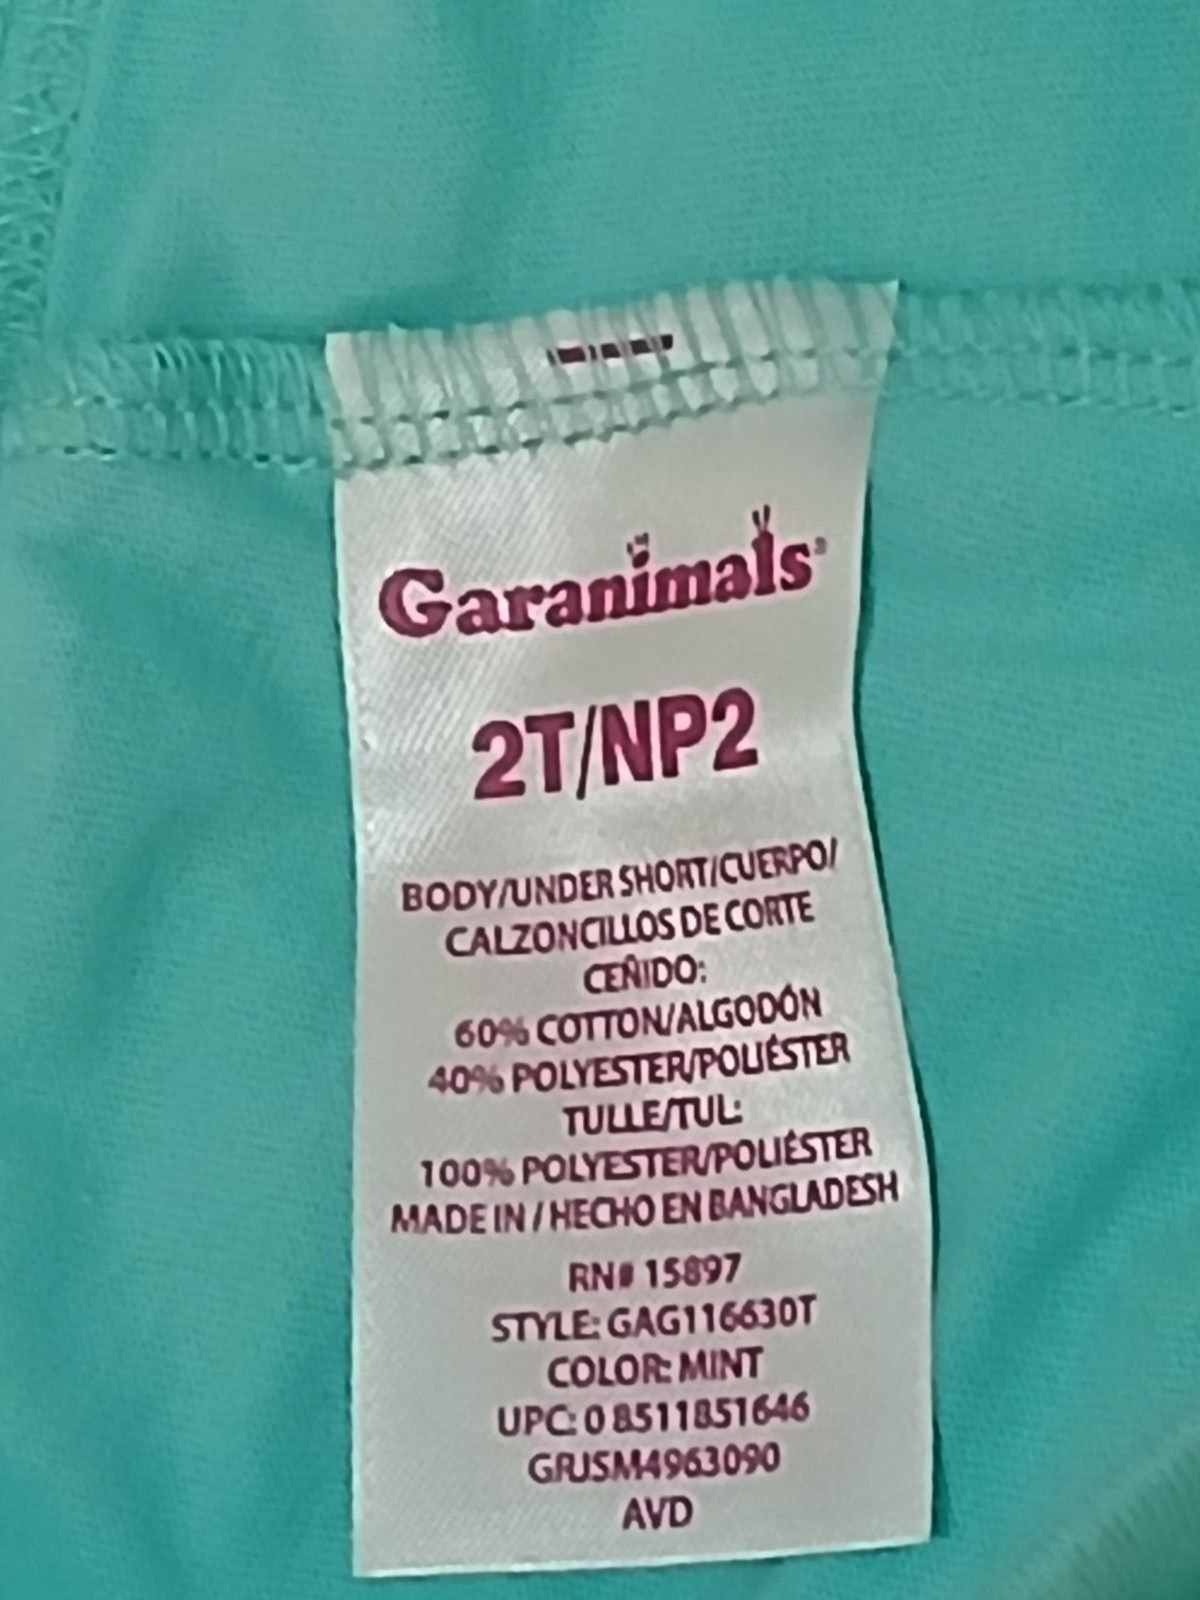 Garanimals
2T/NP2
BODY/UNDER SHORT/CUERPO/
CALZONCILLOS DE CORTE
CEÑIDO:
60% COTTON/ALGODÓN
40% POLYESTER/POLIÉSTER
TULLE/TUL:
100% POLYESTER/POLIÉSTER
MADE IN / HECHO EN BANGLADESH
RN# 15897
STYLE: GAG116630T
COLOR: MINT
UPC: 0 8511851646
GRJSM4963090
AVD